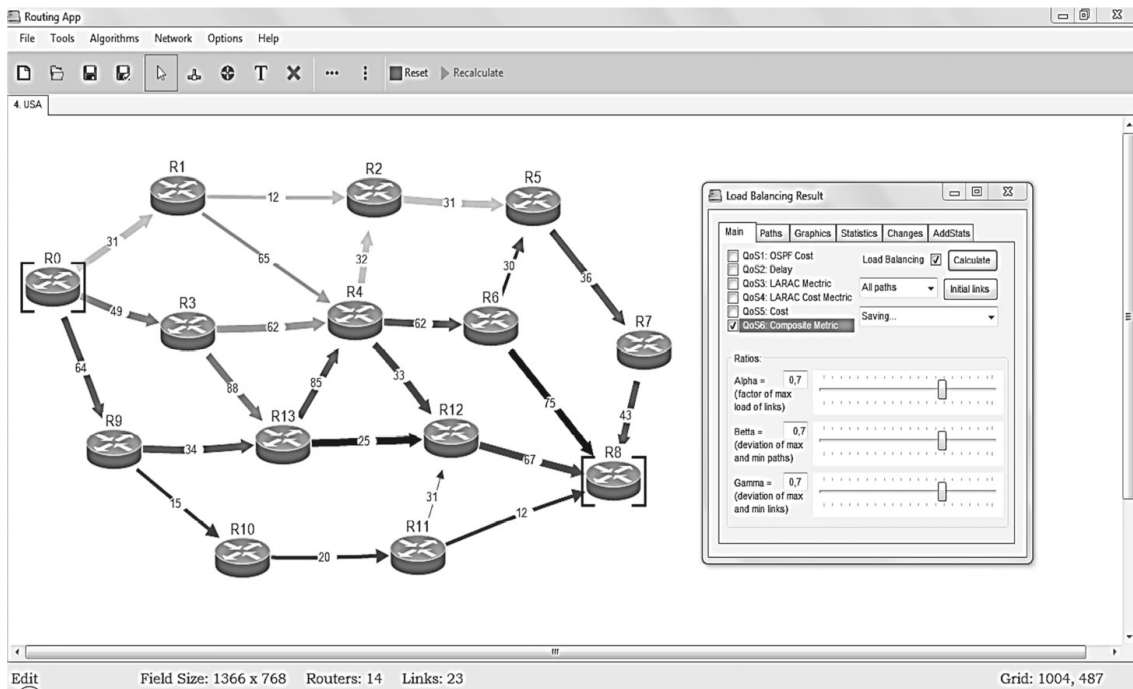 Routing App
File Tools Algorithms Network Options Help
T Reset Recalculate
4. USA
R1
R2
R5
12
31
31
R0
65
32
30
36
R4
R6
R3
49
62
62
R7
64
88
85
33
75
43
R13
R12
R9
34
25
67
R8
15
31
12
R10
R11
20
Load Balancing Result
Main Paths Graphics Statistics Changes AddStats
QoS1: OSPF Cost
QoS2: Delay
QoS3: LARAC Mectric
QoS4: LARAC Cost Mectric
QoS5: Cost
QoS6: Composite Metric
Load Balancing Calculate
All paths Initial links
Saving...
Ratios:
Alpha = 0,7
(factor of max
load of links)
Betta = 0,7
(deviation of max
and min paths)
Gamma = 0,7
(deviation of max
and min links)
Edit Field Size: 1366 x 768 Routers: 14 Links: 23 Grid: 1004, 487